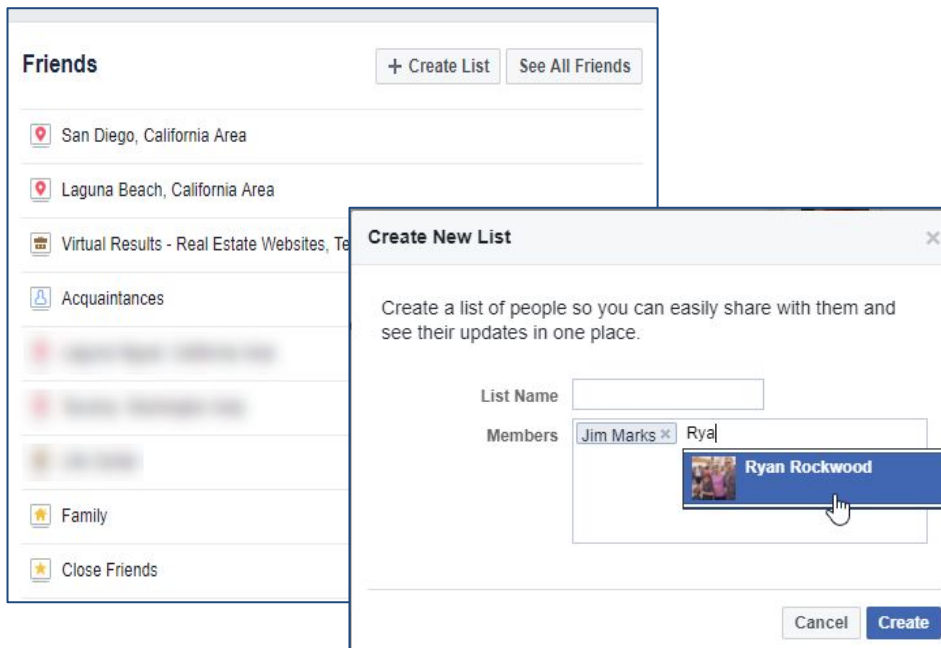 Friends
+ Create List
See All Friends
San Diego, California Area
Laguna Beach, California Area
Virtual Results - Real Estate Websites, Te
Acquaintances
Family
Close Friends
Create New List
Create a list of people so you can easily share with them and
see their updates in one place.
List Name
Members
Jim Marks
Rya
Ryan Rockwood
Cancel
Create